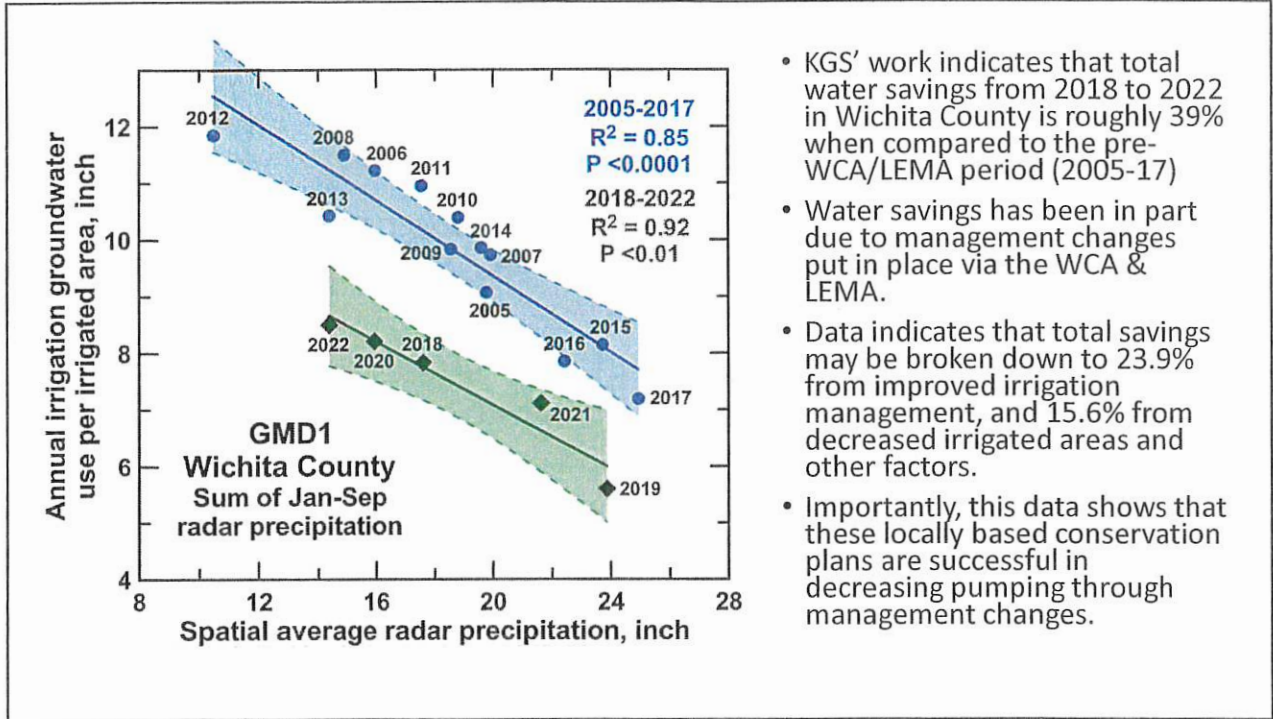 12
10
8
6
4
8
12
16
20
24
28
Annual irrigation groundwater
use per irrigated area, inch
Spatial average radar precipitation, inch
2005-2017
R² = 0.85
P <0.0001
2018-2022
R² = 0.92
P <0.01
2012
2008
2006
2011
2013
2010
2014
2009
2007
2005
2015
2016
2017
2022
2020
2018
2021
2019
GMD1
Wichita County
Sum of Jan-Sep
radar precipitation
• KGS' work indicates that total
water savings from 2018 to 2022
in Wichita County is roughly 39%
when compared to the pre-
WCA/LEMA period (2005-17)
• Water savings has been in part
due to management changes
put in place via the WCA &
LEMA.
• Data indicates that total savings
may be broken down to 23.9%
from improved irrigation
management, and 15.6% from
decreased irrigated areas and
other factors.
• Importantly, this data shows that
these locally based conservation
plans are successful in
decreasing pumping through
management changes.